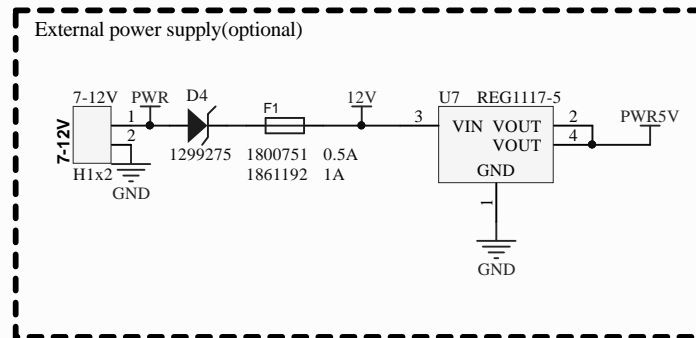 External power supply(optional)
7-12V PWR D4 F1 12V U7 REG1117-5
1 3 VIN VOUT 2 PWR5V
2 VOUT 4
7-12V
1299275 1800751 0.5A
GND
H1x2 1861192 1A
GND
1
GND